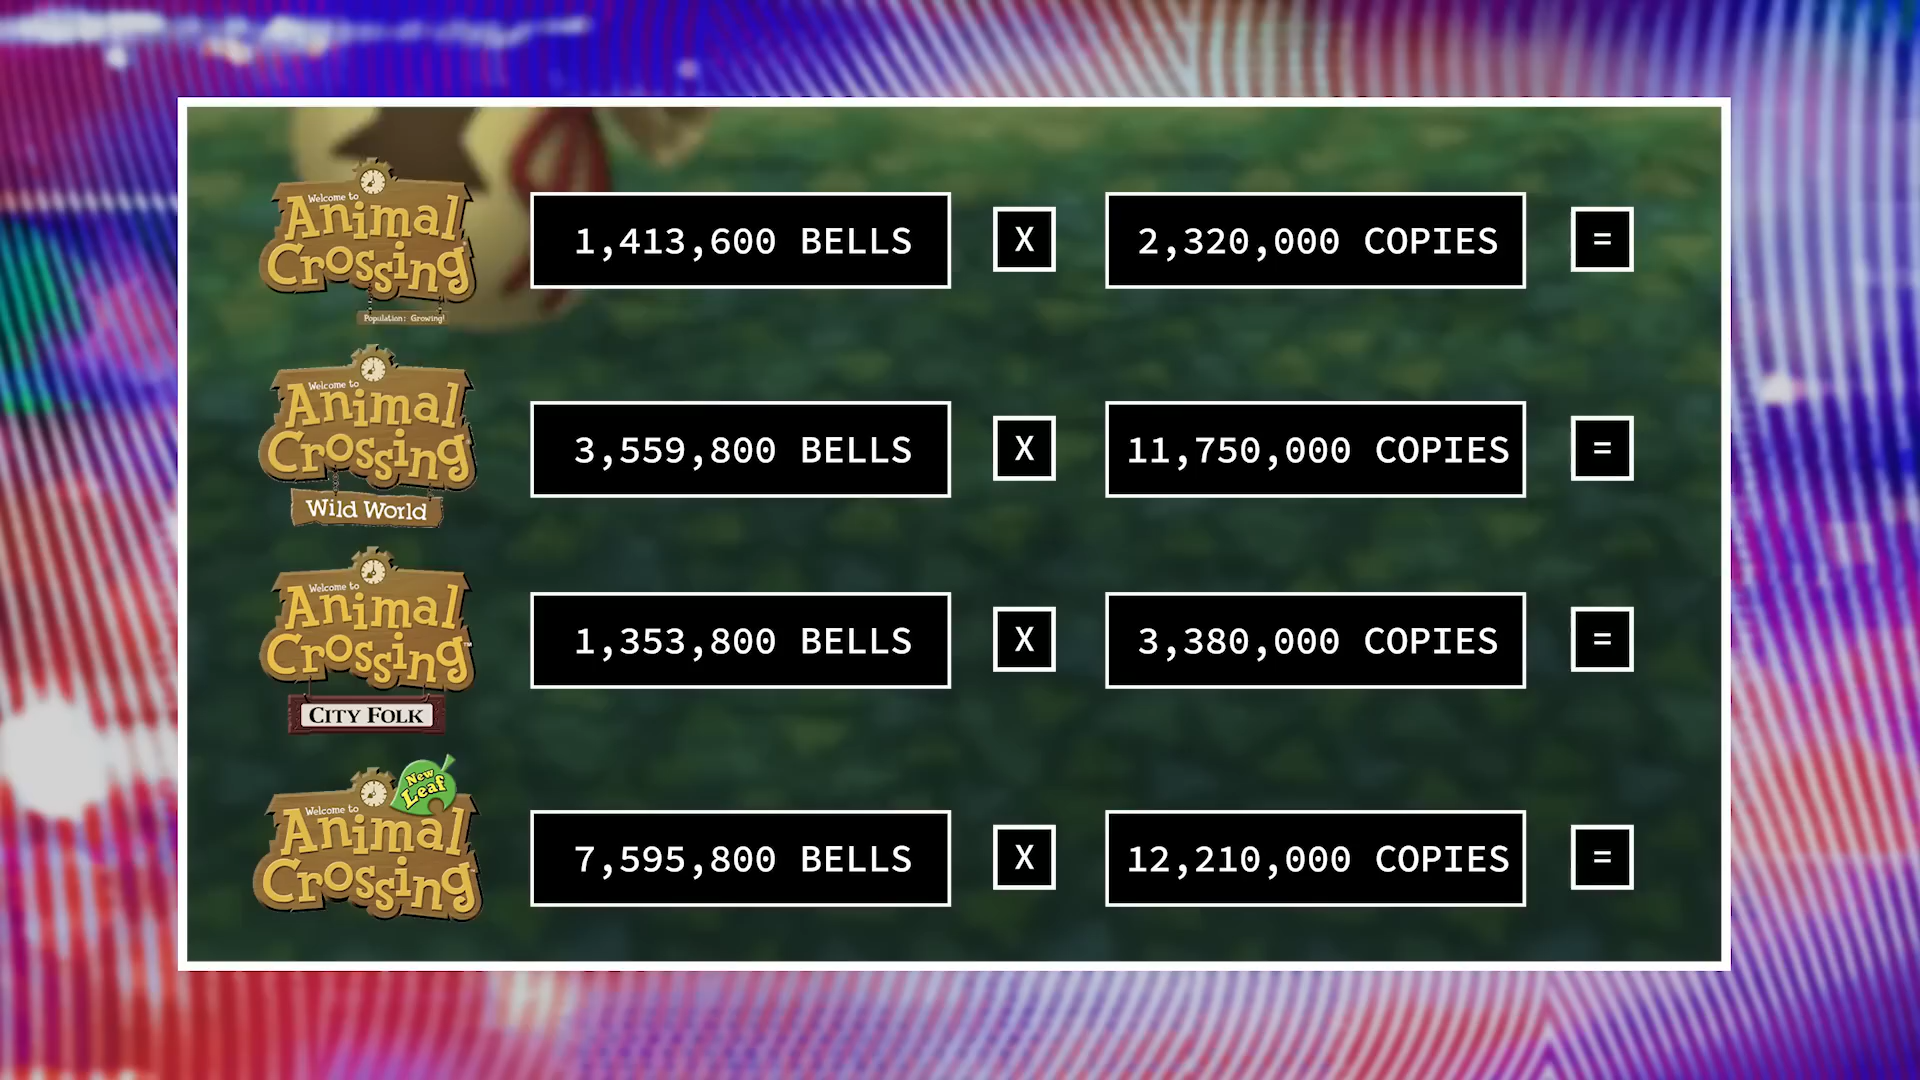 Welcome to
Animal
Crossing
Population: Growing!
1,413,600 BELLS X 2,320,000 COPIES =
Welcome to
Animal
Crossing
Wild World
3,559,800 BELLS X 11,750,000 COPIES =
Welcome to
Animal
Crossing™
CITY FOLK
1,353,800 BELLS X 3,380,000 COPIES =
New
Leaf
Welcome to
Animal
Crossing
7,595,800 BELLS X 12,210,000 COPIES =